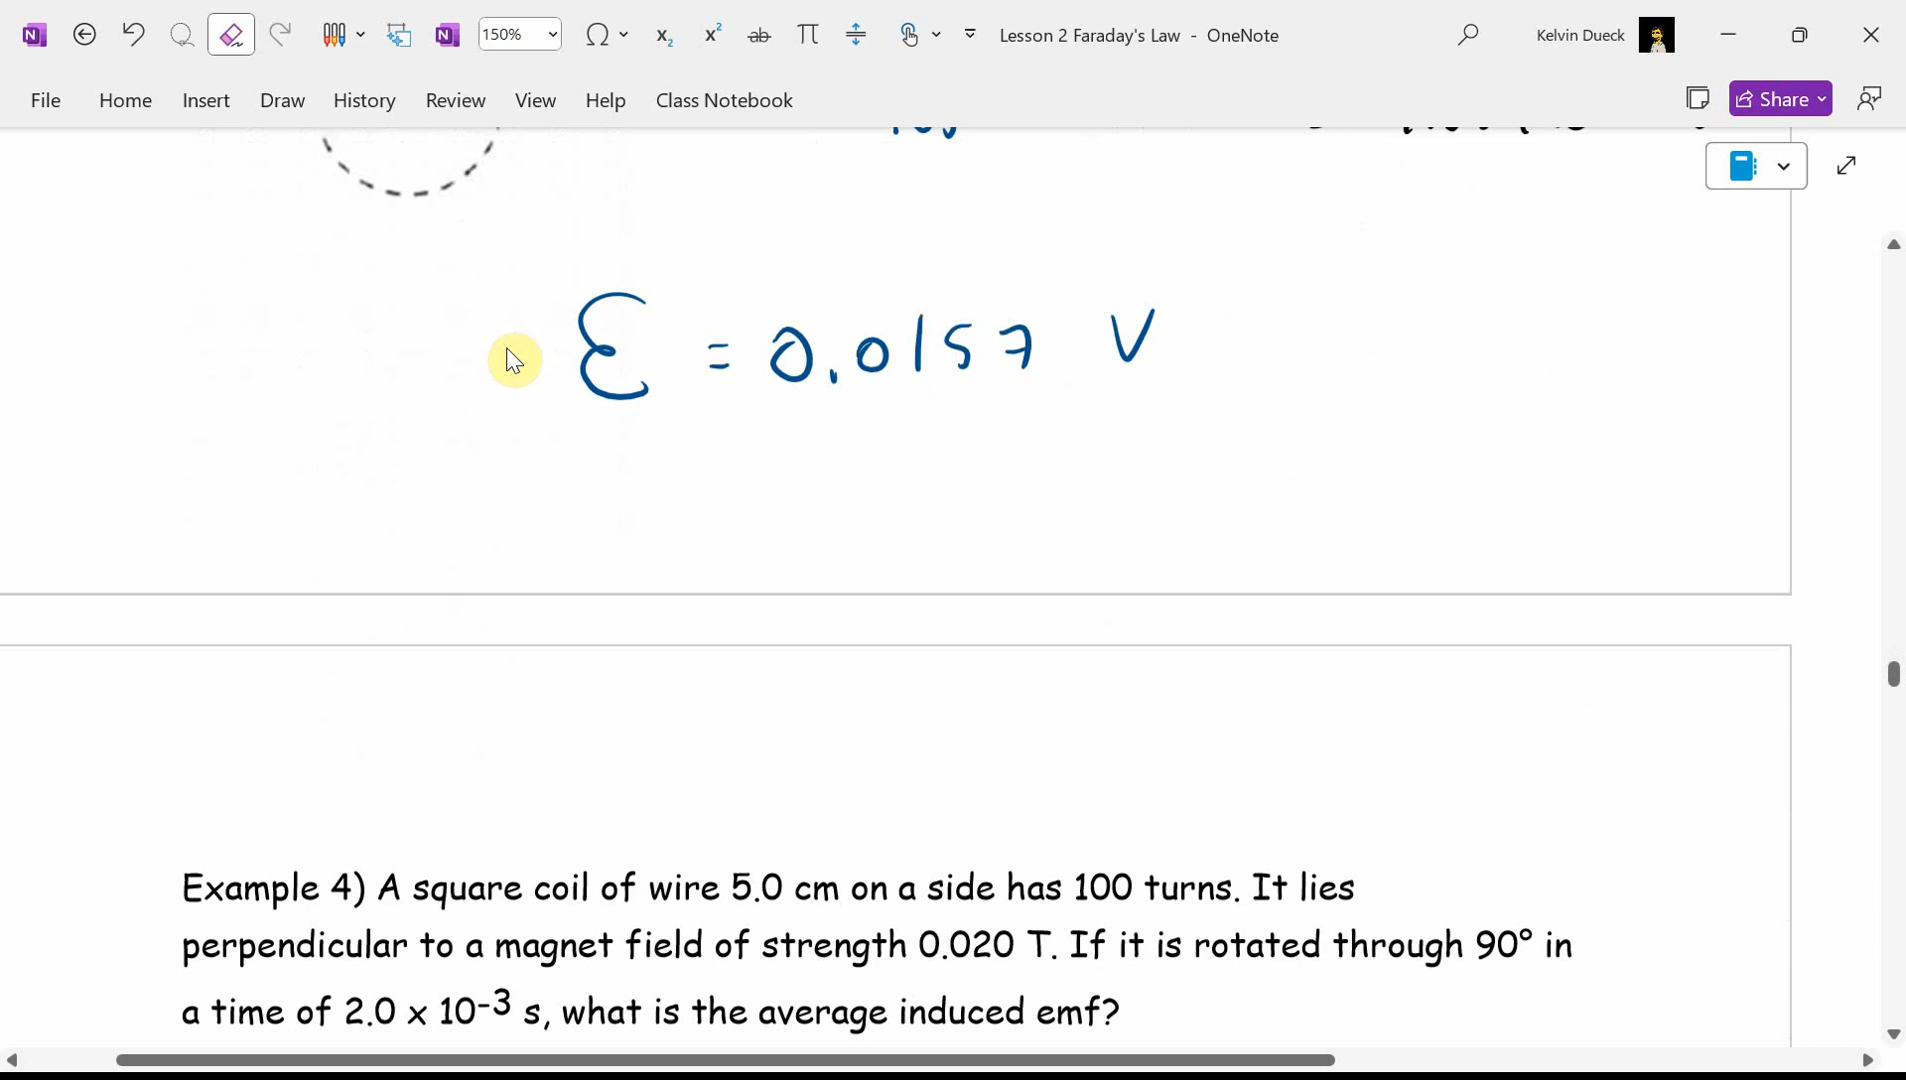 150%
Lesson 2 Faraday's Law - OneNote
Kelvin Dueck
File Home Insert Draw History Review View Help Class Notebook
Share
ℰ = 0.0157 V
Example 4) A square coil of wire 5.0 cm on a side has 100 turns. It lies
perpendicular to a magnet field of strength 0.020 T. If it is rotated through 90° in
a time of 2.0 x 10⁻³ s, what is the average induced emf?